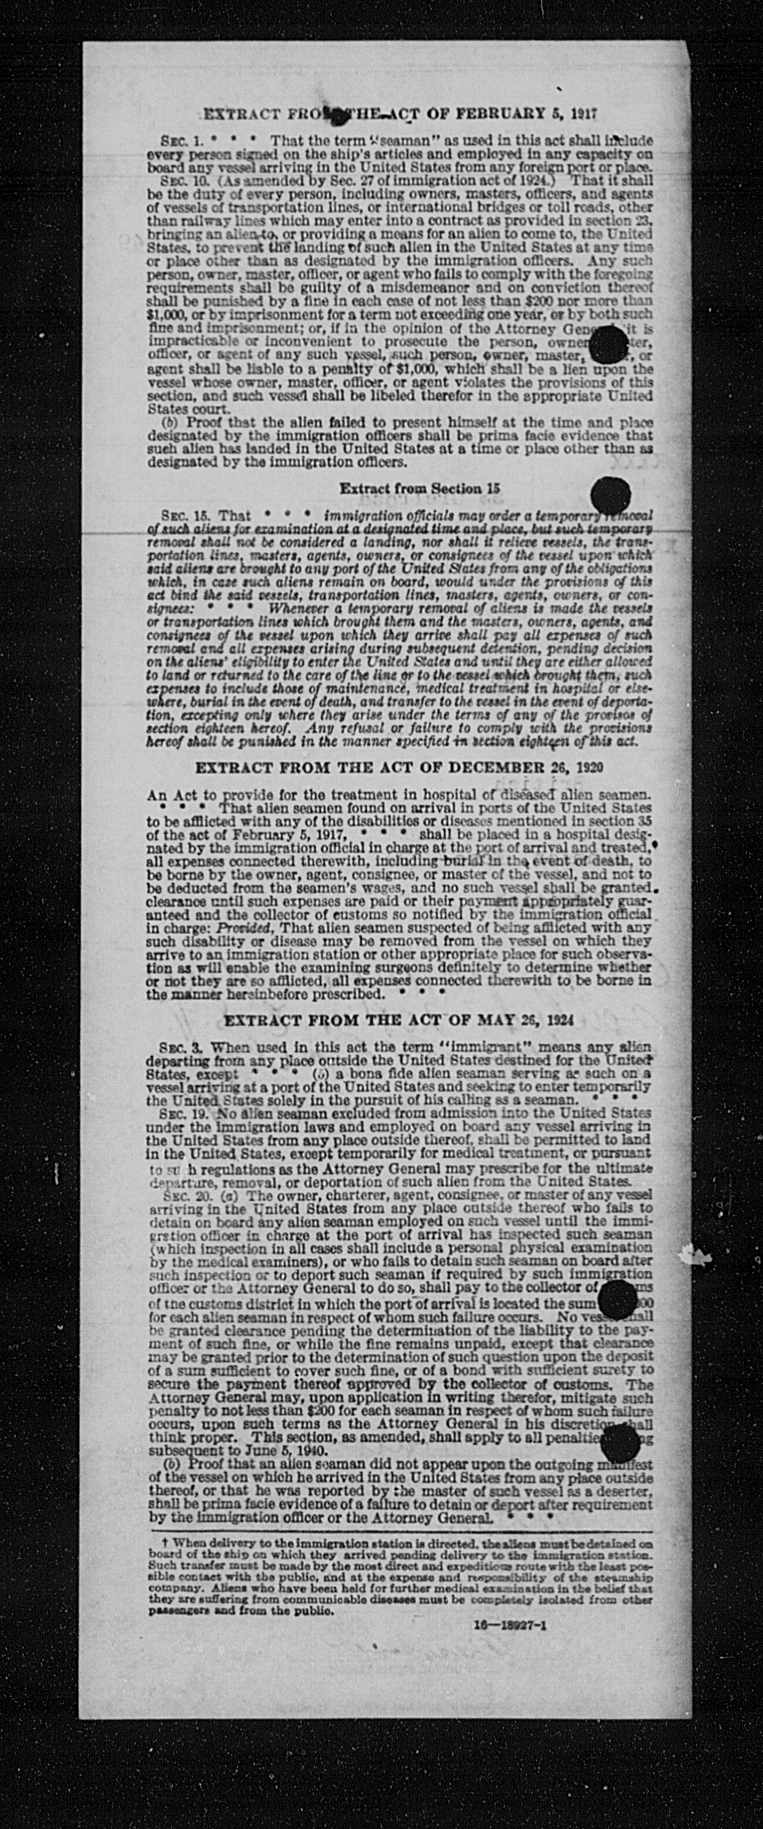 EXTRACT FROM THE ACT OF FEBRUARY 5, 1917
SEC. 1. * * * That the term "seaman" as used in this act shall include
every person signed on the ship's articles and employed in any capacity on
board any vessel arriving in the United States from any foreign port or place.
SEC. 10. (As amended by Sec. 27 of immigration act of 1924.) That it shall
be the duty of every person, including owners, masters, officers, and agents
of vessels of transportation lines, or international bridges or toll roads, other
than railway lines which may enter into a contract as provided in section 23,
bringing an alien to, or providing a means for an alien to come to, the United
States, to prevent the landing of such alien in the United States at any time
or place other than as designated by the immigration officers. Any such
person, owner, master, officer, or agent who fails to comply with the foregoing
requirements shall be guilty of a misdemeanor and on conviction thereof
shall be punished by a fine in each case of not less than $200 nor more than
$1,000, or by imprisonment for a term not exceeding one year, or by both such
fine and imprisonment; or, if in the opinion of the Attorney General it is
impracticable or inconvenient to prosecute the person, owner, master,
officer, or agent of any such vessel, such person, owner, master, or
agent shall be liable to a penalty of $1,000, which shall be a lien upon the
vessel whose owner, master, officer, or agent violates the provisions of this
section, and such vessel shall be libeled therefor in the appropriate United
States court.
(b) Proof that the alien failed to present himself at the time and place
designated by the immigration officers shall be prima facie evidence that
such alien has landed in the United States at a time or place other than as
designated by the immigration officers.
Extract from Section 15
SEC. 15. That * * * immigration officials may order a temporary removal
of such aliens for examination at a designated time and place, but such temporary
removal shall not be considered a landing, nor shall it relieve vessels, the trans-
portation lines, masters, agents, owners, or consignees of the vessel upon which
said aliens are brought to any port of the United States from any of the obligations
which, in case such aliens remain on board, would under the provisions of this
act bind the said vessels, transportation lines, masters, agents, owners, or con-
signees: * * * Whenever a temporary removal of aliens is made the vessels
or transportation lines which brought them and the masters, owners, agents, and
consignees of the vessel upon which they arrive shall pay all expenses of such
removal and all expenses arising during subsequent detention, pending decision
on the aliens' eligibility to enter the United States and until they are either allowed
to land or returned to the care of the line or to the vessel which brought them, such
expenses to include those of maintenance, medical treatment in hospital or else-
where, burial in the event of death, and transfer to the vessel in the event of deporta-
tion, excepting only where they arise under the terms of any of the provisos of
section eighteen hereof. Any refusal or failure to comply with the provisions
hereof shall be punished in the manner specified in section eighteen of this act.
EXTRACT FROM THE ACT OF DECEMBER 26, 1920
An Act to provide for the treatment in hospital of diseased alien seamen.
* * * That alien seamen found on arrival in ports of the United States
to be afflicted with any of the disabilities or diseases mentioned in section 35
of the act of February 5, 1917, * * * shall be placed in a hospital desig-
nated by the immigration official in charge at the port of arrival and treated,
all expenses connected therewith, including burial in the event of death, to
be borne by the owner, agent, consignee, or master of the vessel, and not to
be deducted from the seamen's wages, and no such vessel shall be granted
clearance until such expenses are paid or their payment appropriately guar-
anteed and the collector of customs so notified by the immigration official
in charge: Provided, That alien seamen suspected of being afflicted with any
such disability or disease may be removed from the vessel on which they
arrive to an immigration station or other appropriate place for such observa-
tion as will enable the examining surgeons definitely to determine whether
or not they are so afflicted, all expenses connected therewith to be borne in
the manner hereinbefore prescribed. * * *
EXTRACT FROM THE ACT OF MAY 26, 1924
SEC. 3. When used in this act the term "immigrant" means any alien
departing from any place outside the United States destined for the United
States, except * * * (5) a bona fide alien seaman serving as such on a
vessel arriving at a port of the United States and seeking to enter temporarily
the United States solely in the pursuit of his calling as a seaman. * * *
SEC. 19. No alien seaman excluded from admission into the United States
under the immigration laws and employed on board any vessel arriving in
the United States from any place outside thereof, shall be permitted to land
in the United States, except temporarily for medical treatment, or pursuant
to such regulations as the Attorney General may prescribe for the ultimate
departure, removal, or deportation of such alien from the United States.
SEC. 20. (a) The owner, charterer, agent, consignee, or master of any vessel
arriving in the United States from any place outside thereof who fails to
detain on board any alien seaman employed on such vessel until the immi-
gration officer in charge at the port of arrival has inspected such seaman
(which inspection in all cases shall include a personal physical examination
by the medical examiners), or who fails to detain such seaman on board after
such inspection or to deport such seaman if required by such immigration
officer or the Attorney General to do so, shall pay to the collector of customs
of the customs district in which the port of arrival is located the sum
for each alien seaman in respect of whom such failure occurs. No vessel shall
be granted clearance pending the determination of the liability to the pay-
ment of such fine, or while the fine remains unpaid, except that clearance
may be granted prior to the determination of such question upon the deposit
of a sum sufficient to cover such fine, or of a bond with sufficient surety to
secure the payment thereof approved by the collector of customs. The
Attorney General may, upon application in writing therefor, mitigate such
penalty to not less than $200 for each seaman in respect of whom such failure
occurs, upon such terms as the Attorney General in his discretion shall
think proper. This section, as amended, shall apply to all penalties
subsequent to June 5, 1940.
(b) Proof that an alien seaman did not appear upon the outgoing manifest
of the vessel on which he arrived in the United States from any place outside
thereof, or that he was reported by the master of such vessel as a deserter,
shall be prima facie evidence of a failure to detain or deport after requirement
by the immigration officer or the Attorney General. * * *
† When delivery to the immigration station is directed, the aliens must be detained on
board of the ship on which they arrived pending delivery to the immigration station.
Such transfer must be made by the most direct and expeditious route with the least pos-
sible contact with the public, and at the expense and responsibility of the steamship
company. Aliens who have been held for further medical examination in the belief that
they are suffering from communicable diseases must be completely isolated from other
passengers and from the public.
16—18927-1